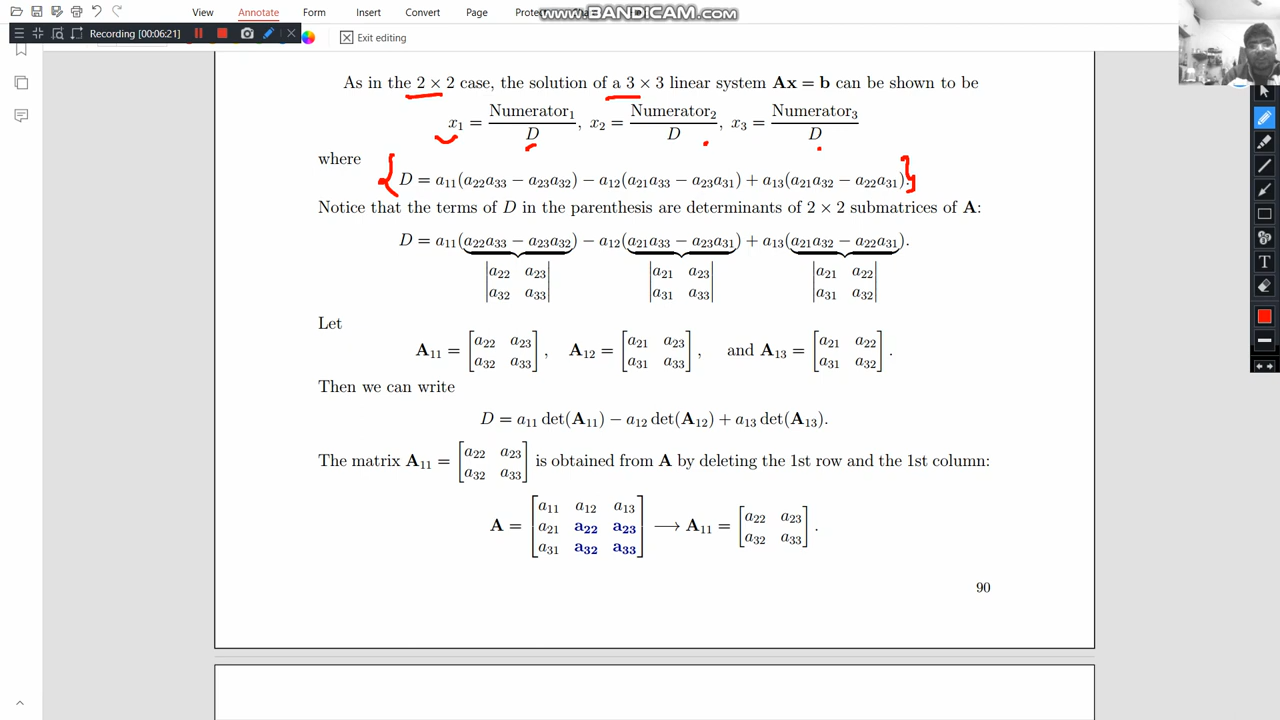 View Annotate Form Insert Convert Page Prote
www.BANDICAM.com
Recording [00:06:21]
Exit editing
As in the 2 × 2 case, the solution of a 3 × 3 linear system Ax = b can be shown to be
x₁ = Numerator₁/D, x₂ = Numerator₂/D, x₃ = Numerator₃/D
where
D = a₁₁(a₂₂a₃₃ − a₂₃a₃₂) − a₁₂(a₂₁a₃₃ − a₂₃a₃₁) + a₁₃(a₂₁a₃₂ − a₂₂a₃₁).
Notice that the terms of D in the parenthesis are determinants of 2 × 2 submatrices of A:
D = a₁₁(a₂₂a₃₃ − a₂₃a₃₂) − a₁₂(a₂₁a₃₃ − a₂₃a₃₁) + a₁₃(a₂₁a₃₂ − a₂₂a₃₁).
|a₂₂ a₂₃| |a₂₁ a₂₃| |a₂₁ a₂₂|
|a₃₂ a₃₃| |a₃₁ a₃₃| |a₃₁ a₃₂|
Let
A₁₁ = [a₂₂ a₂₃; a₃₂ a₃₃], A₁₂ = [a₂₁ a₂₃; a₃₁ a₃₃], and A₁₃ = [a₂₁ a₂₂; a₃₁ a₃₂].
Then we can write
D = a₁₁ det(A₁₁) − a₁₂ det(A₁₂) + a₁₃ det(A₁₃).
The matrix A₁₁ = [a₂₂ a₂₃; a₃₂ a₃₃] is obtained from A by deleting the 1st row and the 1st column:
A = [a₁₁ a₁₂ a₁₃; a₂₁ a₂₂ a₂₃; a₃₁ a₃₂ a₃₃] ⟶ A₁₁ = [a₂₂ a₂₃; a₃₂ a₃₃].
90